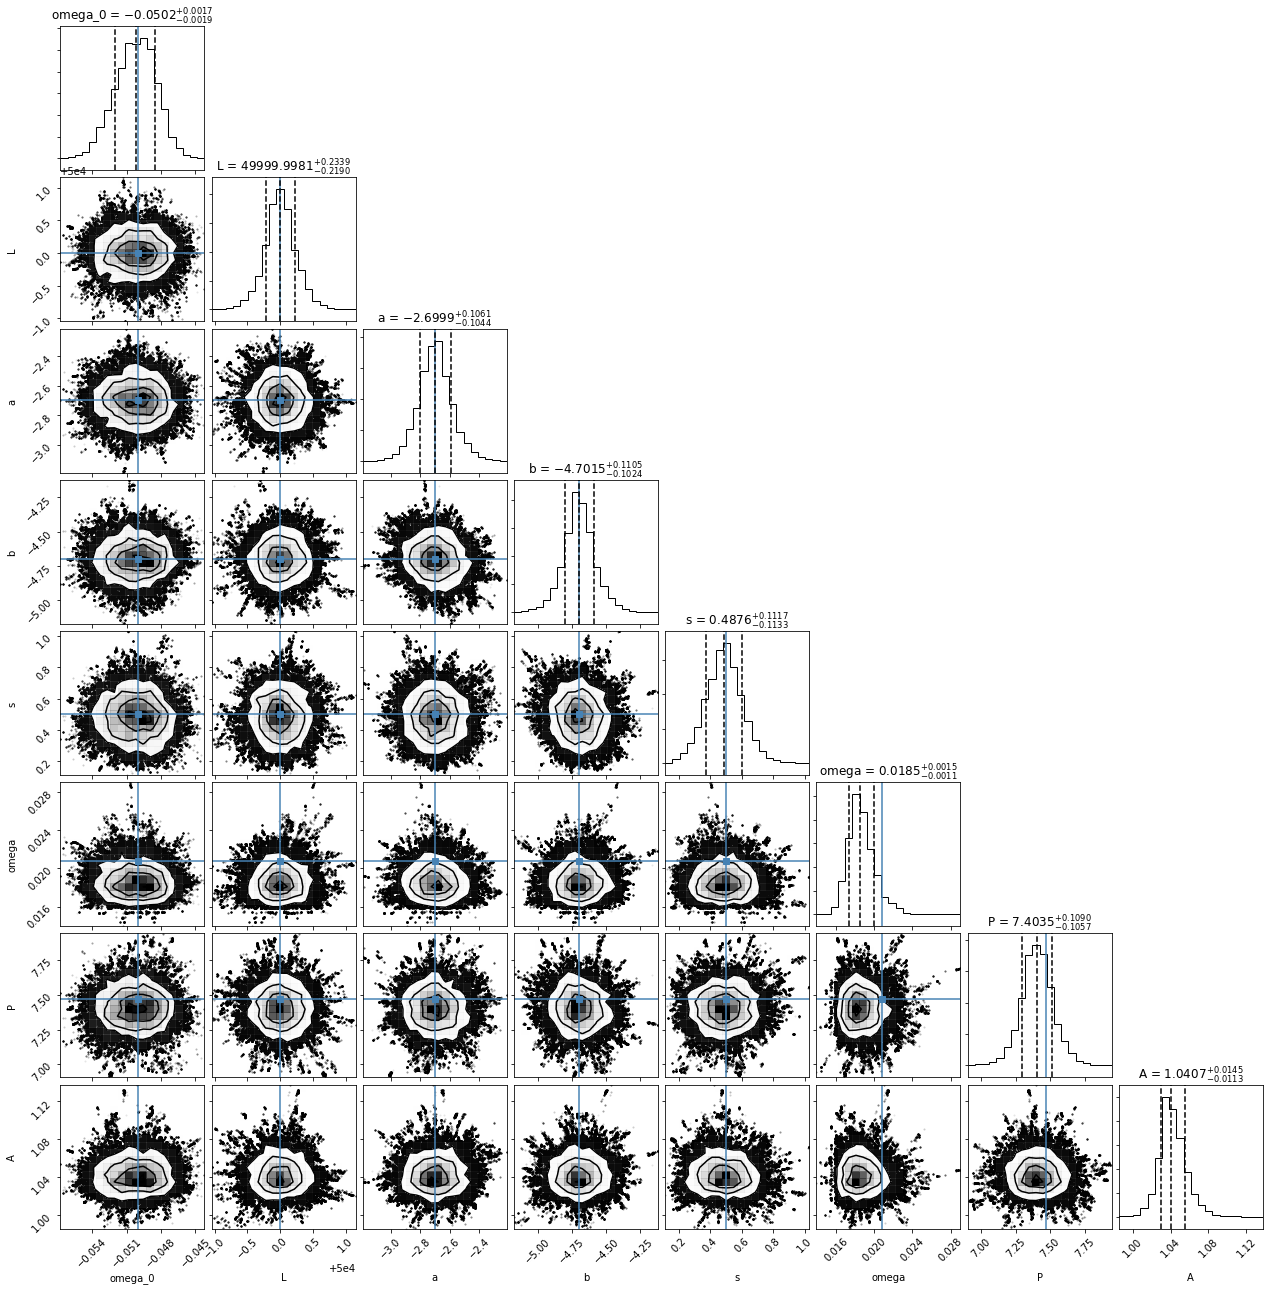 omega_0 = −0.0502+0.0017−0.0019
+5e4
L = 49999.9981+0.2339−0.2190
1.0
0.5
0.0
−0.5
−1.0
L
a = −2.6999+0.1061−0.1044
−2.4
−2.6
−2.8
−3.0
a
b = −4.7015+0.1105−0.1024
−4.25
−4.50
−4.75
−5.00
b
s = 0.4876+0.1117−0.1133
1.0
0.8
0.6
0.4
0.2
s
omega = 0.0185+0.0015−0.0011
0.028
0.024
0.020
0.016
omega
P = 7.4035+0.1090−0.1057
7.75
7.50
7.25
7.00
P
A = 1.0407+0.0145−0.0113
1.12
1.08
1.04
1.00
A
−0.054 −0.051 −0.048 −0.045 −1.0 −0.5 0.0 0.5 1.0 −3.0 −2.8 −2.6 −2.4 −5.00 −4.75 −4.50 −4.25 0.2 0.4 0.6 0.8 1.0 0.016 0.020 0.024 0.028 7.00 7.25 7.50 7.75 1.00 1.04 1.08 1.12
+5e4
omega_0 L a b s omega P A